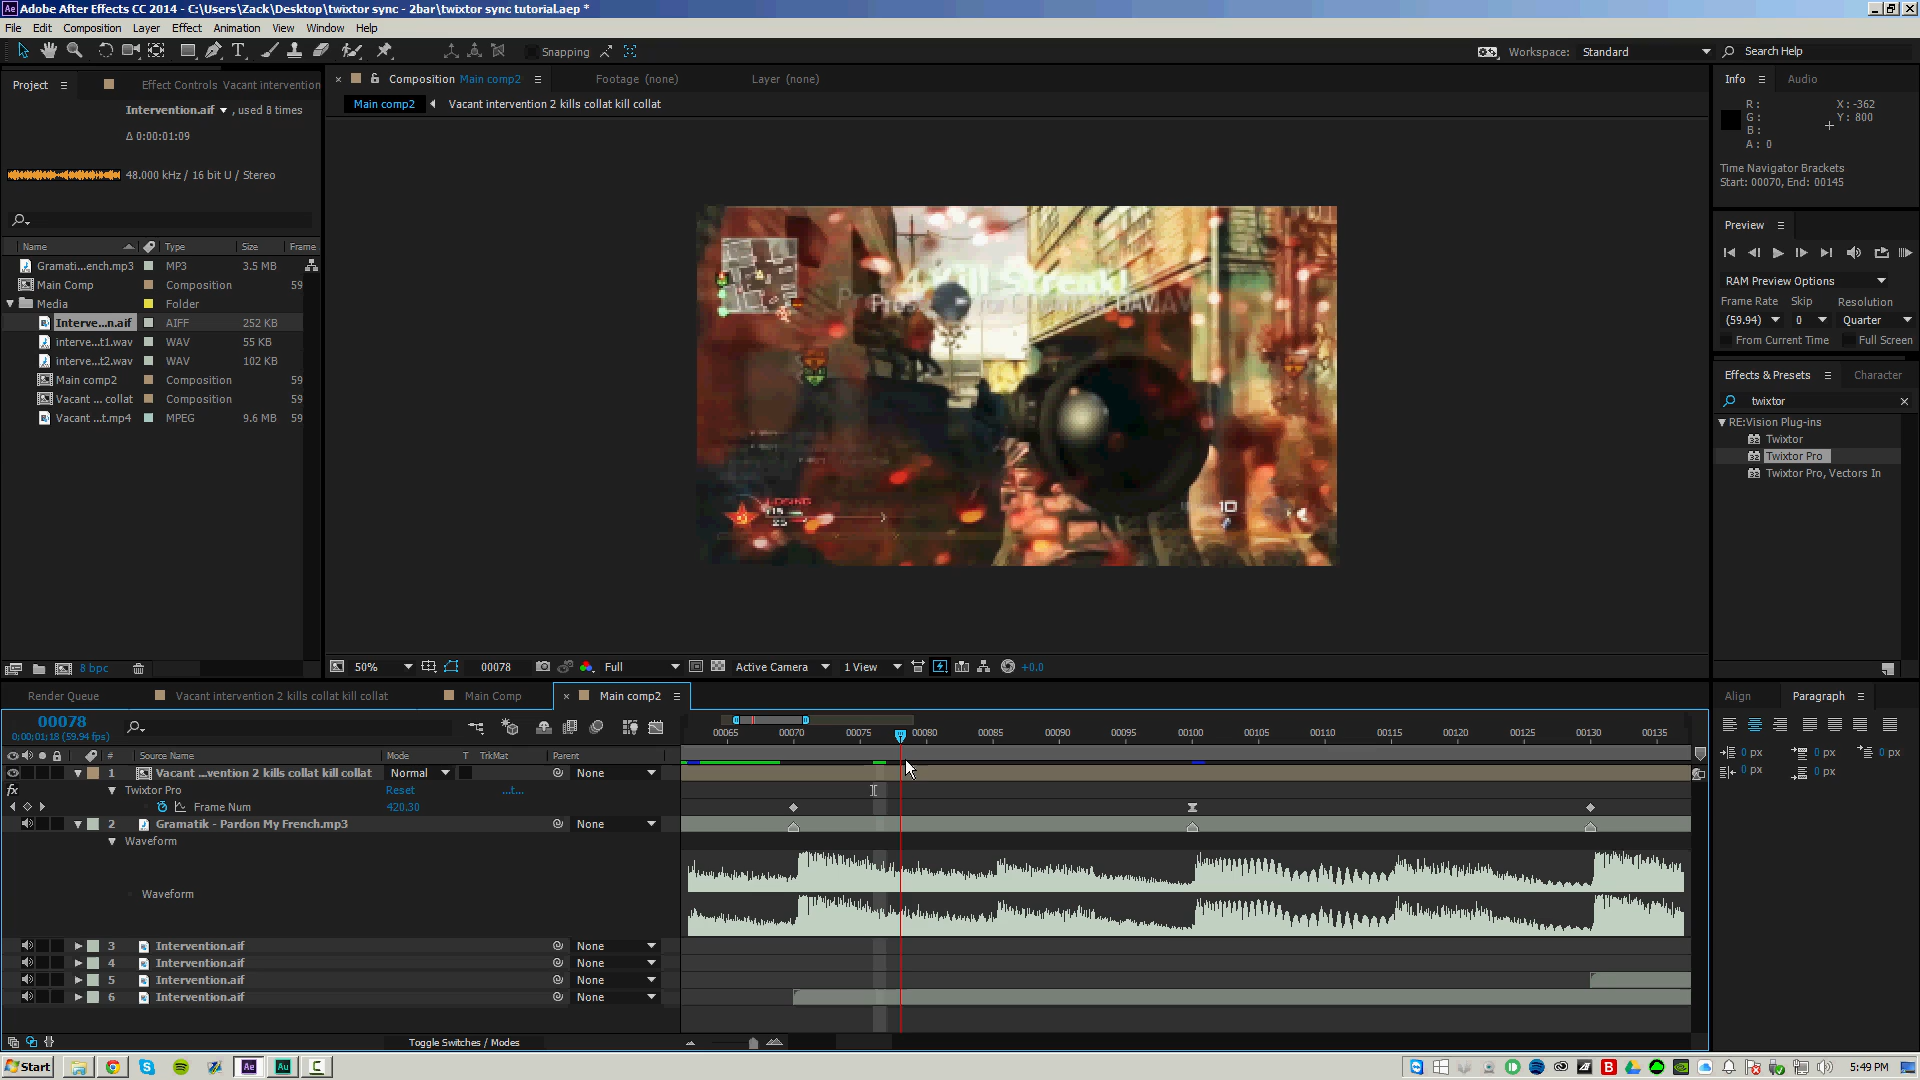 Adobe After Effects CC 2014 - C:\Users\Zack\Desktop\twixtor sync - 2bar\twixtor sync tutorial.aep *
File Edit Composition Layer Effect Animation View Window Help
Snapping
Workspace: Standard
Search Help
Project
Effect Controls Vacant intervention
Intervention.aif , used 8 times
Δ 0:00:01:09
48.000 kHz / 16 bit U / Stereo
Name Type Size Frame
Gramati...ench.mp3 MP3 3.5 MB
Main Comp Composition 59
Media Folder
Interve...n.aif AIFF 252 KB
interve...t1.wav WAV 55 KB
interve...t2.wav WAV 102 KB
Main comp2 Composition 59
Vacant ... collat Composition 59
Vacant ...t.mp4 MPEG 9.6 MB 59
8 bpc
Composition Main comp2
Footage (none)
Layer (none)
Main comp2
Vacant intervention 2 kills collat kill collat
4 Kill Streak!
LOSING
10
50%
00078
Full
Active Camera
1 View
+0.0
Info
Audio
R :
G :
B :
A : 0
X : -362
Y : 800
Time Navigator Brackets
Start: 00070, End: 00145
Preview
RAM Preview Options
Frame Rate Skip Resolution
(59.94) 0 Quarter
From Current Time Full Screen
Effects & Presets
Character
twixtor
RE:Vision Plug-ins
Twixtor
Twixtor Pro
Twixtor Pro, Vectors In
Align
Paragraph
0 px 0 px 0 px
0 px 0 px
Render Queue
Vacant intervention 2 kills collat kill collat
Main Comp
Main comp2
00078
0:00:01:18 (59.94 fps)
00065 00070 00075 00080 00085 00090 00095 00100 00105 00110 00115 00120 00125 00130 00135
# Source Name Mode T TrkMat Parent
1 Vacant ...vention 2 kills collat kill collat Normal None
fx Twixtor Pro Reset ...t...
Frame Num 420.30
2 Gramatik - Pardon My French.mp3 None
Waveform
Waveform
3 Intervention.aif None
4 Intervention.aif None
5 Intervention.aif None
6 Intervention.aif None
Toggle Switches / Modes
Start
Ae
Au
5:49 PM